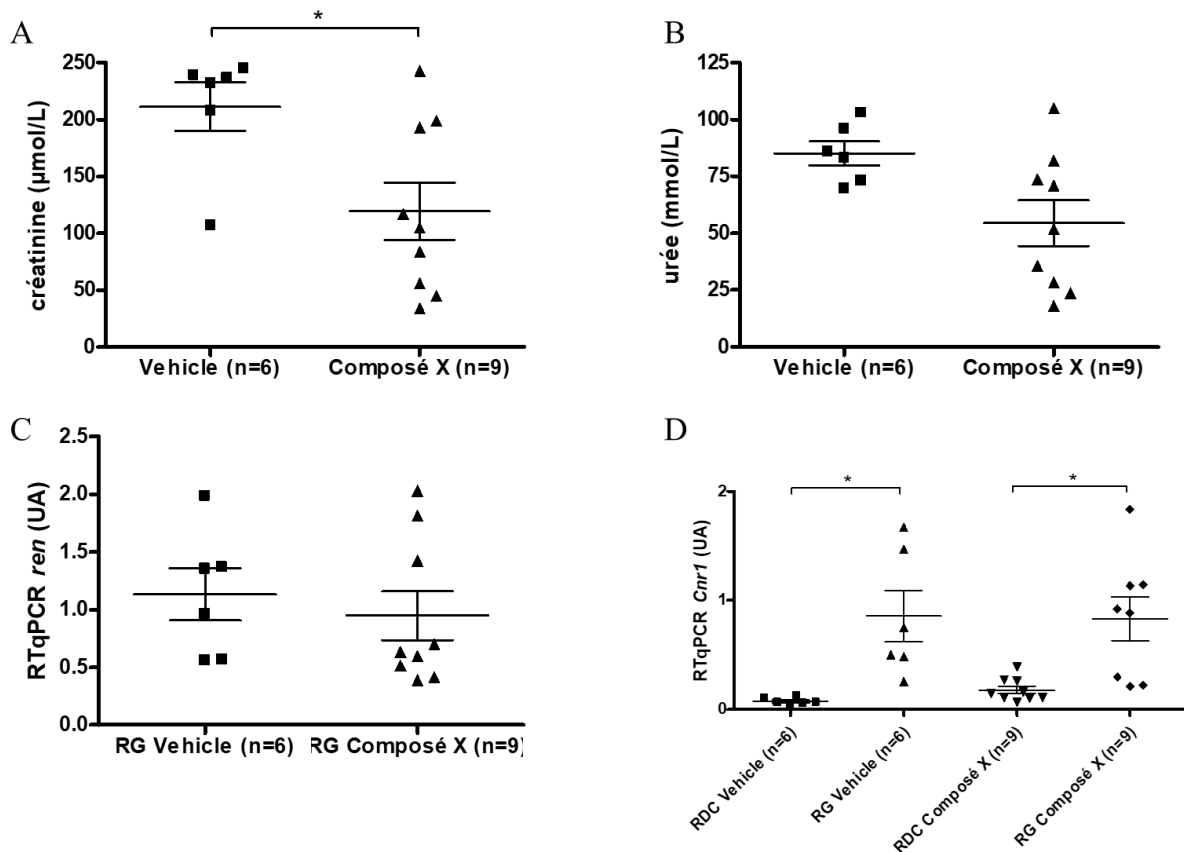 A
*
créatinine (µmol/L)
250
200
150
100
50
0
Vehicle (n=6)
Composé X (n=9)
B
urée (mmol/L)
125
100
75
50
25
0
Vehicle (n=6)
Composé X (n=9)
C
RTqPCR ren (UA)
2.5
2.0
1.5
1.0
0.5
0.0
RG Vehicle (n=6)
RG Composé X (n=9)
D
*
*
RTqPCR Cnr1 (UA)
2
1
0
RDC Vehicle (n=6)
RG Vehicle (n=6)
RDC Composé X (n=9)
RG Composé X (n=9)